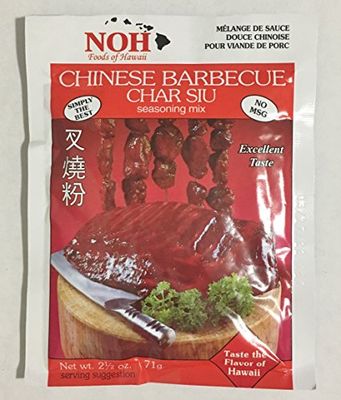 NOH
Foods of Hawaii
MÉLANGE DE SAUCE
DOUCE CHINOISE
POUR VIANDE DE PORC
CHINESE BARBECUE
CHAR SIU
seasoning mix
SIMPLY
THE
BEST
NO
MSG
Excellent
Taste
叉燒粉
Net wt. 2½ oz. 71g
serving suggestion
Taste the
Flavor of
Hawaii